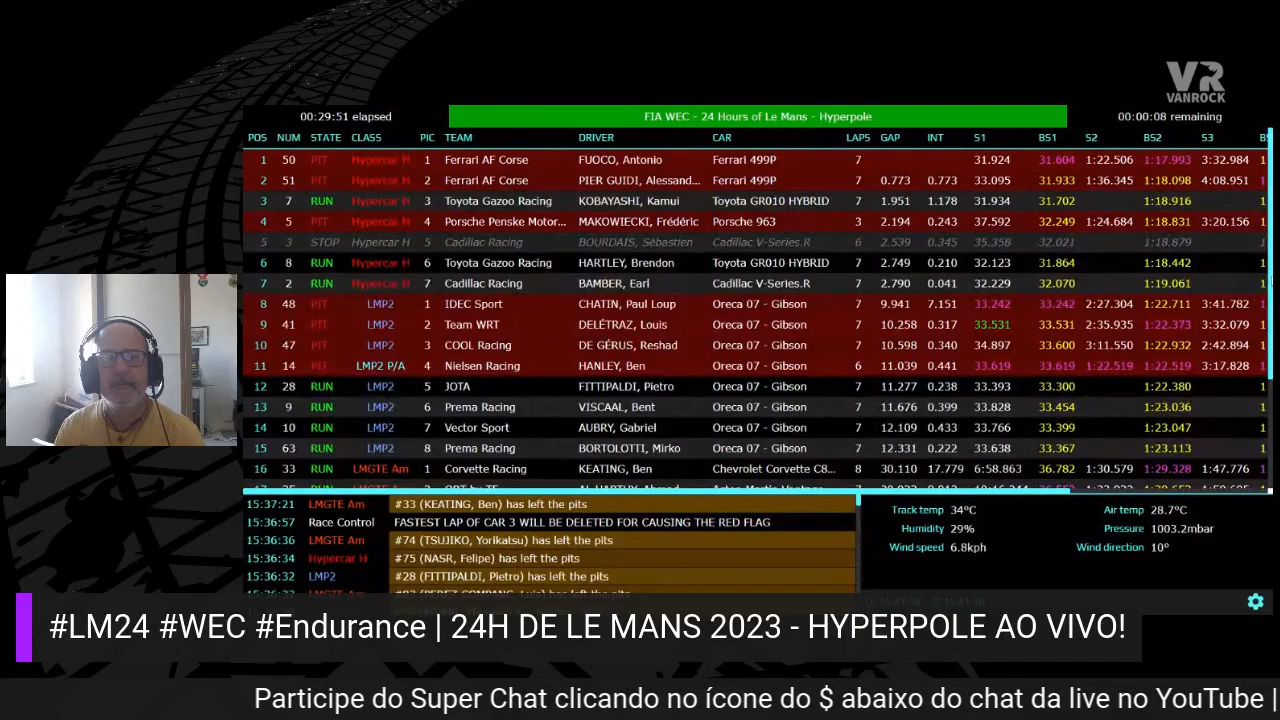 VR
VANROCK
00:29:51 elapsed FIA WEC - 24 Hours of Le Mans - Hyperpole 00:00:08 remaining
POS NUM STATE CLASS PIC TEAM DRIVER CAR LAPS GAP INT S1 BS1 S2 BS2 S3
1 50 PIT Hypercar H 1 Ferrari AF Corse FUOCO, Antonio Ferrari 499P 7 31.924 31.604 1:22.506 1:17.993 3:32.984 1
2 51 PIT Hypercar H 2 Ferrari AF Corse PIER GUIDI, Alessand... Ferrari 499P 7 0.773 0.773 33.095 31.933 1:36.345 1:18.098 4:08.951 1
3 7 RUN Hypercar H 3 Toyota Gazoo Racing KOBAYASHI, Kamui Toyota GR010 HYBRID 7 1.951 1.178 31.934 31.702 1:18.916 1
4 5 PIT Hypercar H 4 Porsche Penske Motor... MAKOWIECKI, Frédéric Porsche 963 3 2.194 0.243 37.592 32.249 1:24.684 1:18.831 3:20.156 1
5 3 STOP Hypercar H 5 Cadillac Racing BOURDAIS, Sébastien Cadillac V-Series.R 6 2.539 0.345 35.358 32.021 1:18.879 1
6 8 RUN Hypercar H 6 Toyota Gazoo Racing HARTLEY, Brendon Toyota GR010 HYBRID 7 2.749 0.210 32.123 31.864 1:18.442 1
7 2 RUN Hypercar H 7 Cadillac Racing BAMBER, Earl Cadillac V-Series.R 7 2.790 0.041 32.229 32.070 1:19.061 1
8 48 PIT LMP2 1 IDEC Sport CHATIN, Paul Loup Oreca 07 - Gibson 7 9.941 7.151 33.242 33.242 2:27.304 1:22.711 3:41.782 1
9 41 PIT LMP2 2 Team WRT DELÉTRAZ, Louis Oreca 07 - Gibson 7 10.258 0.317 33.531 33.531 2:35.935 1:22.373 3:32.079 1
10 47 PIT LMP2 3 COOL Racing DE GÉRUS, Reshad Oreca 07 - Gibson 7 10.598 0.340 34.897 33.600 3:11.550 1:22.932 2:42.894 1
11 14 PIT LMP2 P/A 4 Nielsen Racing HANLEY, Ben Oreca 07 - Gibson 6 11.039 0.441 33.619 33.619 1:22.519 1:22.519 3:17.828 1
12 28 RUN LMP2 5 JOTA FITTIPALDI, Pietro Oreca 07 - Gibson 7 11.277 0.238 33.393 33.300 1:22.380 1
13 9 RUN LMP2 6 Prema Racing VISCAAL, Bent Oreca 07 - Gibson 7 11.676 0.399 33.828 33.454 1:23.036 1
14 10 RUN LMP2 7 Vector Sport AUBRY, Gabriel Oreca 07 - Gibson 7 12.109 0.433 33.766 33.399 1:23.047 1
15 63 RUN LMP2 8 Prema Racing BORTOLOTTI, Mirko Oreca 07 - Gibson 7 12.331 0.222 33.638 33.367 1:23.113 1
16 33 RUN LMGTE Am 1 Corvette Racing KEATING, Ben Chevrolet Corvette C8... 8 30.110 17.779 6:58.863 36.782 1:30.579 1:29.328 1:47.776 1
15:37:21 LMGTE Am #33 (KEATING, Ben) has left the pits
15:36:57 Race Control FASTEST LAP OF CAR 3 WILL BE DELETED FOR CAUSING THE RED FLAG
15:36:36 LMGTE Am #74 (TSUJIKO, Yorikatsu) has left the pits
15:36:34 Hypercar H #75 (NASR, Felipe) has left the pits
15:36:32 LMP2 #28 (FITTIPALDI, Pietro) has left the pits
Track temp 34°C Air temp 28.7°C
Humidity 29% Pressure 1003.2mbar
Wind speed 6.8kph Wind direction 10°
#LM24 #WEC #Endurance | 24H DE LE MANS 2023 - HYPERPOLE AO VIVO!
Participe do Super Chat clicando no ícone do $ abaixo do chat da live no YouTube |